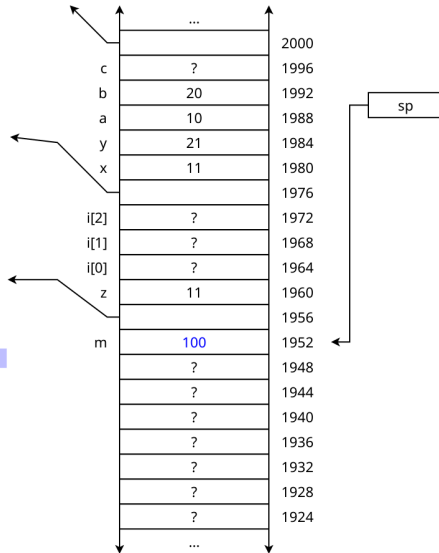 ...
2000
c ? 1996
b 20 1992
a 10 1988
sp
y 21 1984
x 11 1980
1976
i[2] ? 1972
i[1] ? 1968
i[0] ? 1964
z 11 1960
1956
m 100 1952
? 1948
? 1944
? 1940
? 1936
? 1932
? 1928
? 1924
...